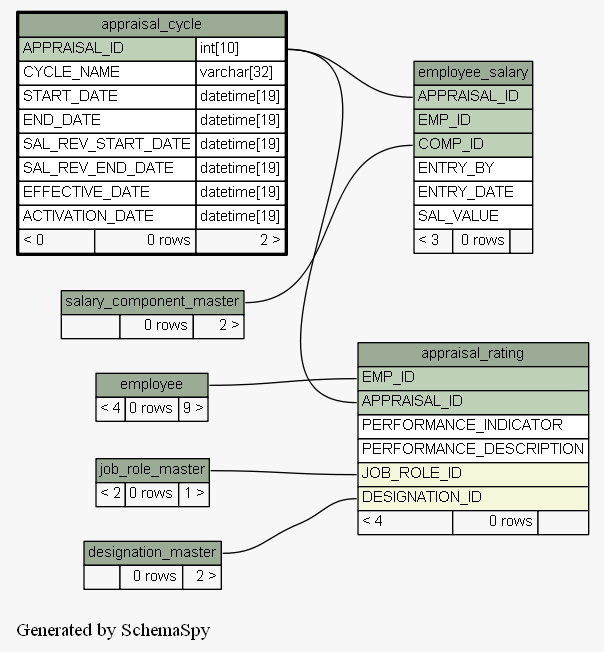 appraisal_cycle
APPRAISAL_ID int[10]
CYCLE_NAME varchar[32]
START_DATE datetime[19]
END_DATE datetime[19]
SAL_REV_START_DATE datetime[19]
SAL_REV_END_DATE datetime[19]
EFFECTIVE_DATE datetime[19]
ACTIVATION_DATE datetime[19]
< 0 0 rows 2 >
employee_salary
APPRAISAL_ID
EMP_ID
COMP_ID
ENTRY_BY
ENTRY_DATE
SAL_VALUE
< 3 0 rows
salary_component_master
0 rows 2 >
employee
< 4 0 rows 9 >
job_role_master
< 2 0 rows 1 >
designation_master
0 rows 2 >
appraisal_rating
EMP_ID
APPRAISAL_ID
PERFORMANCE_INDICATOR
PERFORMANCE_DESCRIPTION
JOB_ROLE_ID
DESIGNATION_ID
< 4 0 rows
Generated by SchemaSpy